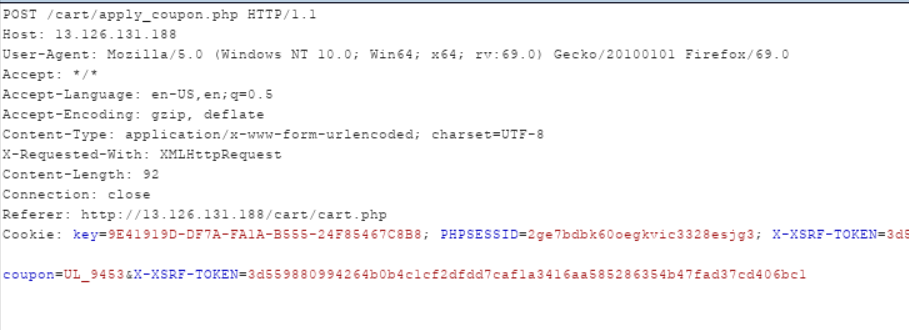 POST /cart/apply_coupon.php HTTP/1.1
Host: 13.126.131.188
User-Agent: Mozilla/5.0 (Windows NT 10.0; Win64; x64; rv:69.0) Gecko/20100101 Firefox/69.0
Accept: */*
Accept-Language: en-US,en;q=0.5
Accept-Encoding: gzip, deflate
Content-Type: application/x-www-form-urlencoded; charset=UTF-8
X-Requested-With: XMLHttpRequest
Content-Length: 92
Connection: close
Referer: http://13.126.131.188/cart/cart.php
Cookie: key=9E41919D-DF7A-FA1A-B555-24F85467C8B8; PHPSESSID=2ge7bdbk60oegkvic3328esjg3; X-XSRF-TOKEN=3d5
coupon=UL_9453&X-XSRF-TOKEN=3d559880994264b0b4c1cf2dfdd7caf1a3416aa585286354b47fad37cd406bc1